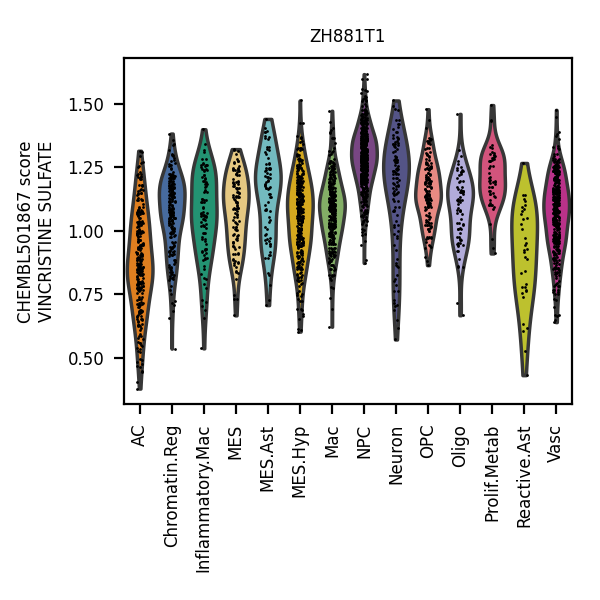 ZH881T1
CHEMBL501867 score
VINCRISTINE SULFATE
1.50
1.25
1.00
0.75
0.50
AC
Chromatin.Reg
Inflammatory.Mac
MES
MES.Ast
MES.Hyp
Mac
NPC
Neuron
OPC
Oligo
Prolif.Metab
Reactive.Ast
Vasc